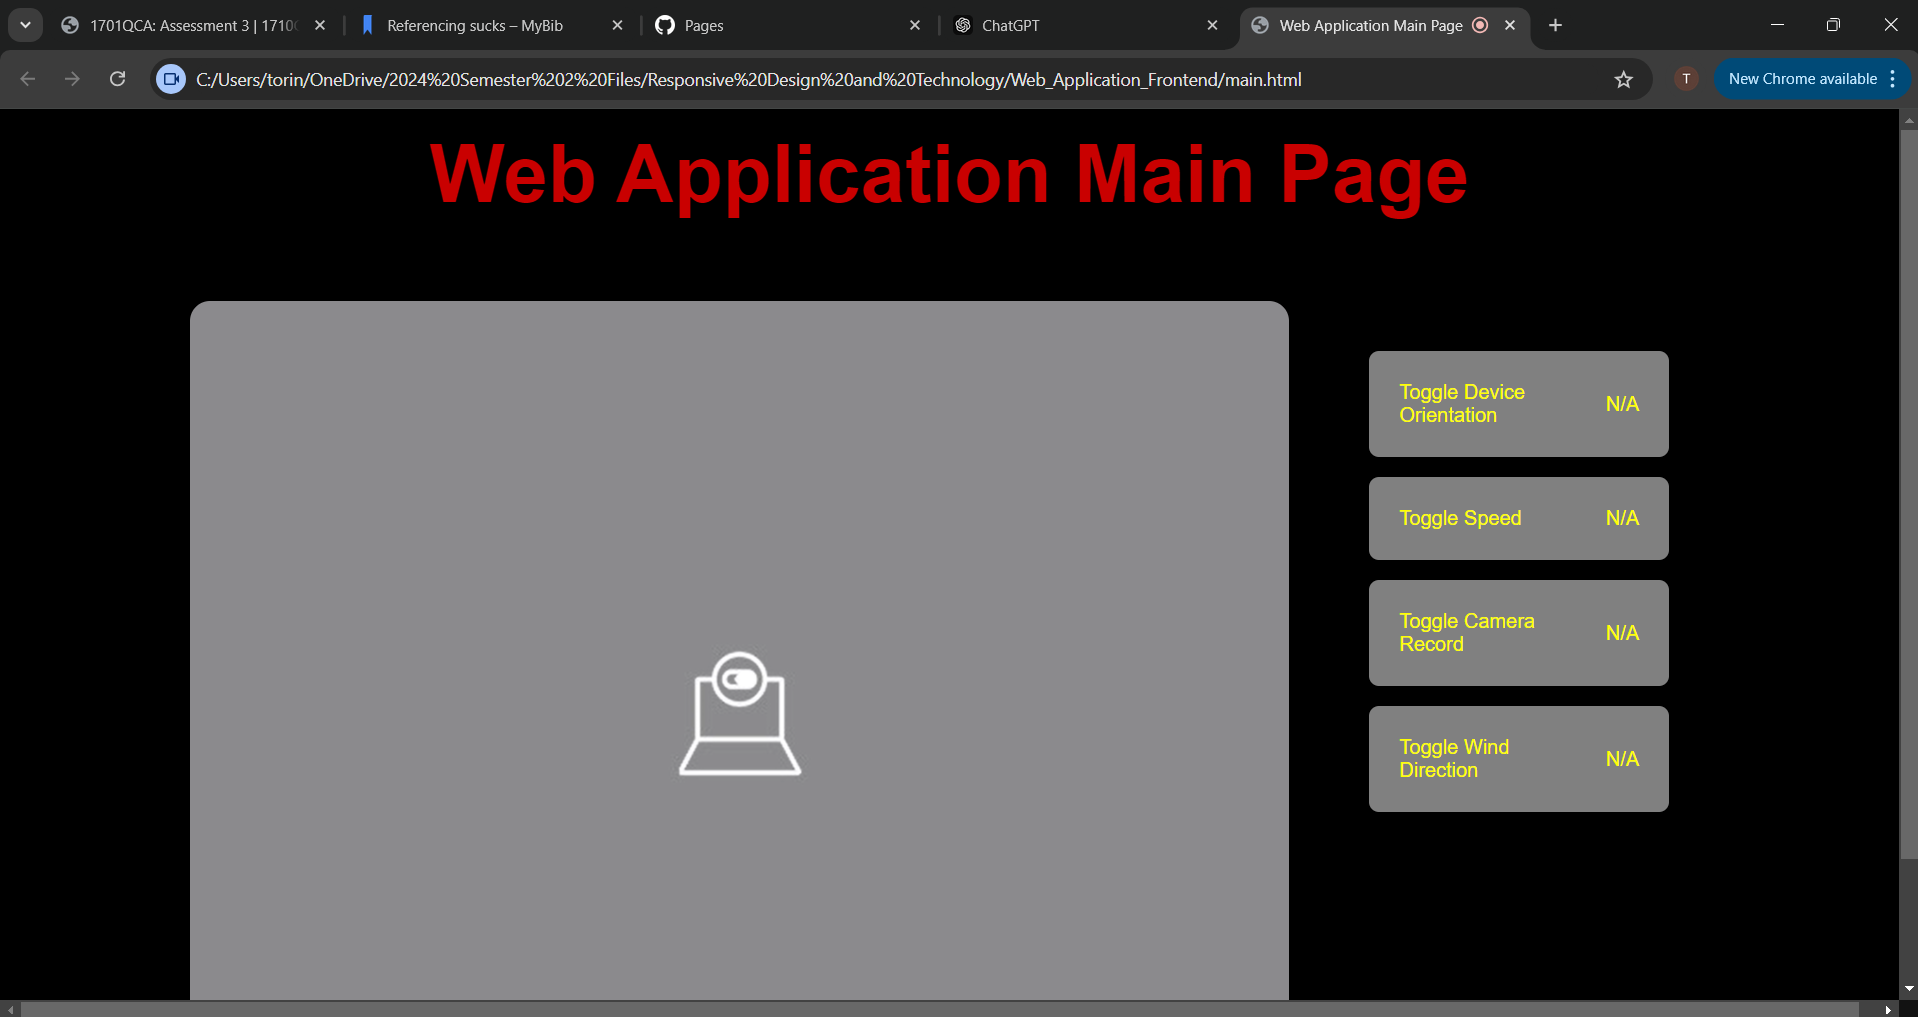 1701QCA: Assessment 3 | 1710
Referencing sucks – MyBib
Pages
ChatGPT
Web Application Main Page
C:/Users/torin/OneDrive/2024%20Semester%202%20Files/Responsive%20Design%20and%20Technology/Web_Application_Frontend/main.html
T
New Chrome available
Web Application Main Page
Toggle Device
Orientation
N/A
Toggle Speed
N/A
Toggle Camera
Record
N/A
Toggle Wind
Direction
N/A